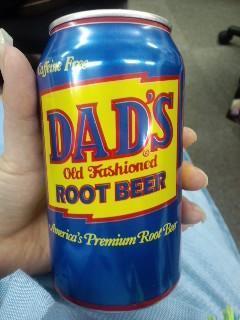 Caffeine Free
DAD'S
®
Old Fashioned
ROOT BEER
America's Premium Root Beer